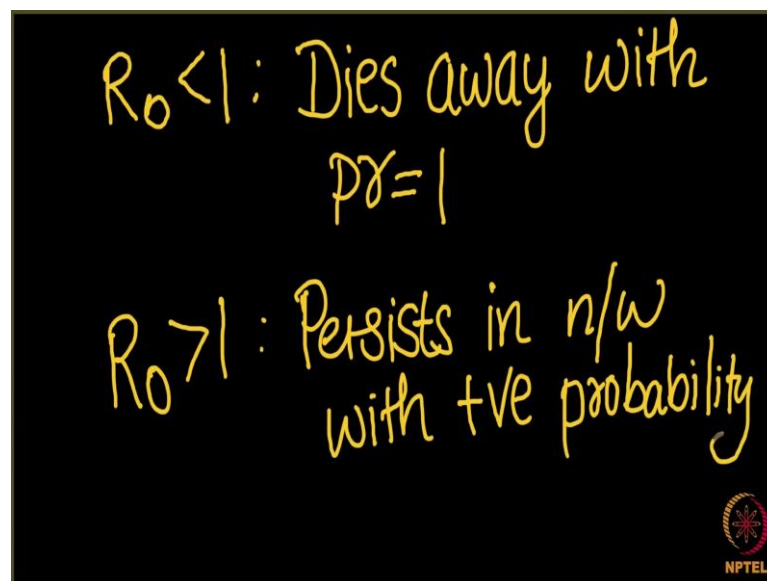 R₀<1: Dies away with
pr=1
R₀>1: Persists in n/w
with +ve probability
NPTEL